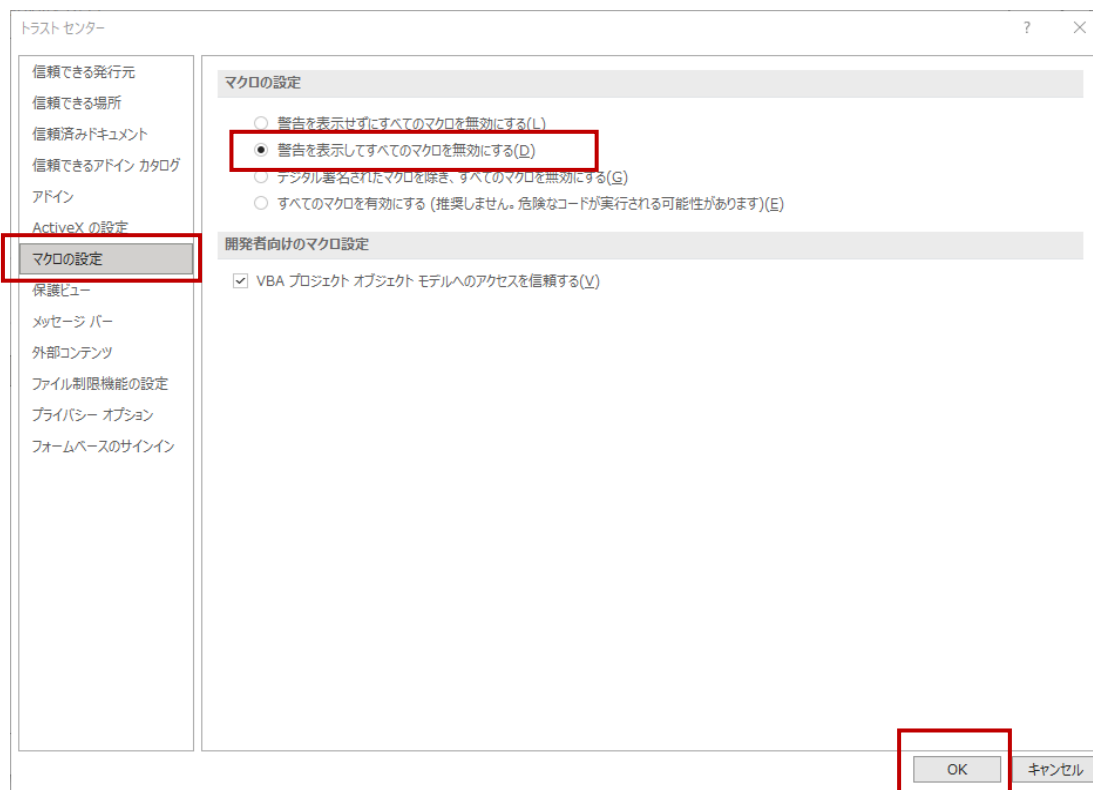 トラスト センター
?
信頼できる発行元
信頼できる場所
信頼済みドキュメント
信頼できるアドイン カタログ
アドイン
ActiveX の設定
マクロの設定
保護ビュー
メッセージ バー
外部コンテンツ
ファイル制限機能の設定
プライバシー オプション
フォームベースのサインイン
マクロの設定
警告を表示せずにすべてのマクロを無効にする(L)
警告を表示してすべてのマクロを無効にする(D)
デジタル署名されたマクロを除き、すべてのマクロを無効にする(G)
すべてのマクロを有効にする (推奨しません。危険なコードが実行される可能性があります)(E)
開発者向けのマクロ設定
VBA プロジェクト オブジェクト モデルへのアクセスを信頼する(V)
OK
キャンセル